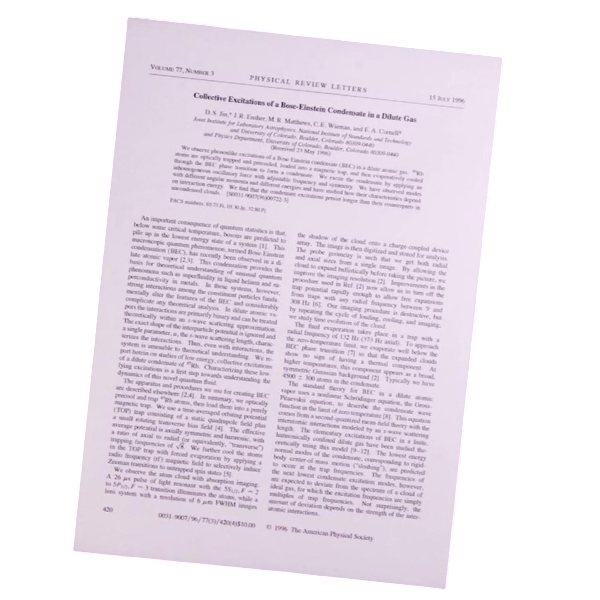 VOLUME 77, NUMBER 3
PHYSICAL REVIEW LETTERS
15 JULY 1996
Collective Excitations of a Bose-Einstein Condensate in a Dilute Gas
D. S. Jin,* J. R. Ensher, M. R. Matthews, C. E. Wieman, and E. A. Cornell*
Joint Institute for Laboratory Astrophysics, National Institute of Standards and Technology
and University of Colorado, Boulder, Colorado 80309-0440
and Physics Department, University of Colorado, Boulder, Colorado 80309-0440
(Received 23 May 1996)
We observe phononlike excitations of a Bose-Einstein condensate (BEC) in a dilute atomic gas. ⁸⁷Rb
atoms are optically trapped and precooled, loaded into a magnetic trap, and then evaporatively cooled
through the BEC phase transition to form a condensate. We excite the condensate by applying an
inhomogeneous oscillatory force with adjustable frequency and symmetry. We have observed modes
with different angular momenta and different energies and have studied how their characteristics depend
on interaction energy. We find that the condensate excitations persist longer than their counterparts in
uncondensed clouds. [S0031-9007(96)00722-3]
PACS numbers:
An important consequence of quantum statistics is that,
below some critical temperature, bosons are predicted to
pile up in the lowest energy state of a system [1]. This
macroscopic quantum phenomenon, termed Bose-Einstein
condensation (BEC), has recently been observed in a di-
lute atomic vapor [2,3]. This condensation provides the
basis for theoretical understanding of unusual quantum
phenomena such as superfluidity in liquid helium and su-
perconductivity in metals. In these systems, however,
strong interactions among the constituent particles funda-
mentally alter the features of the BEC and considerably
complicate any theoretical analysis. In dilute atomic va-
pors the interactions are primarily binary and can be treated
theoretically within an s-wave scattering approximation.
The exact shape of the interparticle potential is ignored and
a single parameter, a, the s-wave scattering length, charac-
terizes the interactions. Thus, even with interactions, the
system is amenable to theoretical understanding. We re-
port herein on studies of low energy, collective excitations
of a dilute condensate of ⁸⁷Rb. Characterizing these low-
lying excitations is a first step towards understanding the
dynamics of this novel quantum fluid.
The apparatus and procedures we use for creating BEC
are described elsewhere [2,4]. In summary, we optically
precool and trap ⁸⁷Rb atoms, then load them into a purely
magnetic trap. We use a time-averaged orbiting potential
(TOP) trap consisting of a static quadrupole field plus
a small rotating transverse bias field [4]. The effective
average potential is axially symmetric and harmonic, with
a ratio of axial to radial (or equivalently, "transverse")
trapping frequencies of √8. We further cool the atoms
in the TOP trap with forced evaporation by applying a
radio frequency (rf) magnetic field to selectively induce
Zeeman transitions to untrapped spin states [5].
We observe the atom cloud with absorption imaging.
A 26 μs pulse of light resonant with the 5S₁/₂, F = 2
to 5P₃/₂, F = 3 transition illuminates the atoms, while a
lens system with a resolution of 8 μm FWHM images
the shadow of the cloud onto a charge-coupled device
array. The image is then digitized and stored for analysis.
The probe geometry is such that we get both radial
and axial sizes from a single image. By allowing the
cloud to expand ballistically before taking the picture, we
improve the imaging resolution [2]. Improvements in the
procedure used in Ref. [2] now allow us to turn off the
trap potential rapidly enough to allow free expansions
from traps with any radial frequency between 9 and
308 Hz [6]. Our imaging procedure is destructive, but
by repeating the cycle of loading, cooling, and imaging,
we study time evolution of the cloud.
The final evaporation takes place in a trap with a
radial frequency of 132 Hz (373 Hz axial). To approach
the zero-temperature limit, we evaporate well below the
BEC phase transition [7] so that the expanded clouds
show no sign of having a thermal component. At
higher temperatures, this component appears as a broad,
symmetric Gaussian background [2]. Typically we have
4500 ± 300 atoms in the condensate.
The standard theory for BEC in a dilute atomic
vapor uses a nonlinear Schrödinger equation, the Gross-
Pitaevskii equation, to describe the condensate wave
function in the limit of zero temperature [8]. This equation
comes from a second-quantized mean field theory with the
interatomic interactions modeled by an s-wave scattering
length. The elementary excitations of BEC in a finite,
harmonically confined dilute gas have been studied the-
oretically using this model [9–12]. The lowest energy
normal modes of the condensate, corresponding to rigid-
body center-of-mass motion ("sloshing"), are predicted
to occur at the trap frequencies. The frequencies of
the next lowest condensate excitation modes, however,
are expected to deviate from the spectrum of a cloud of
ideal gas, for which the excitation frequencies are simply
multiples of trap frequencies. Not surprisingly, the
amount of deviation depends on the strength of the inter-
atomic interactions.
420
0031-9007/96/77(3)/420(4)$10.00
© 1996 The American Physical Society